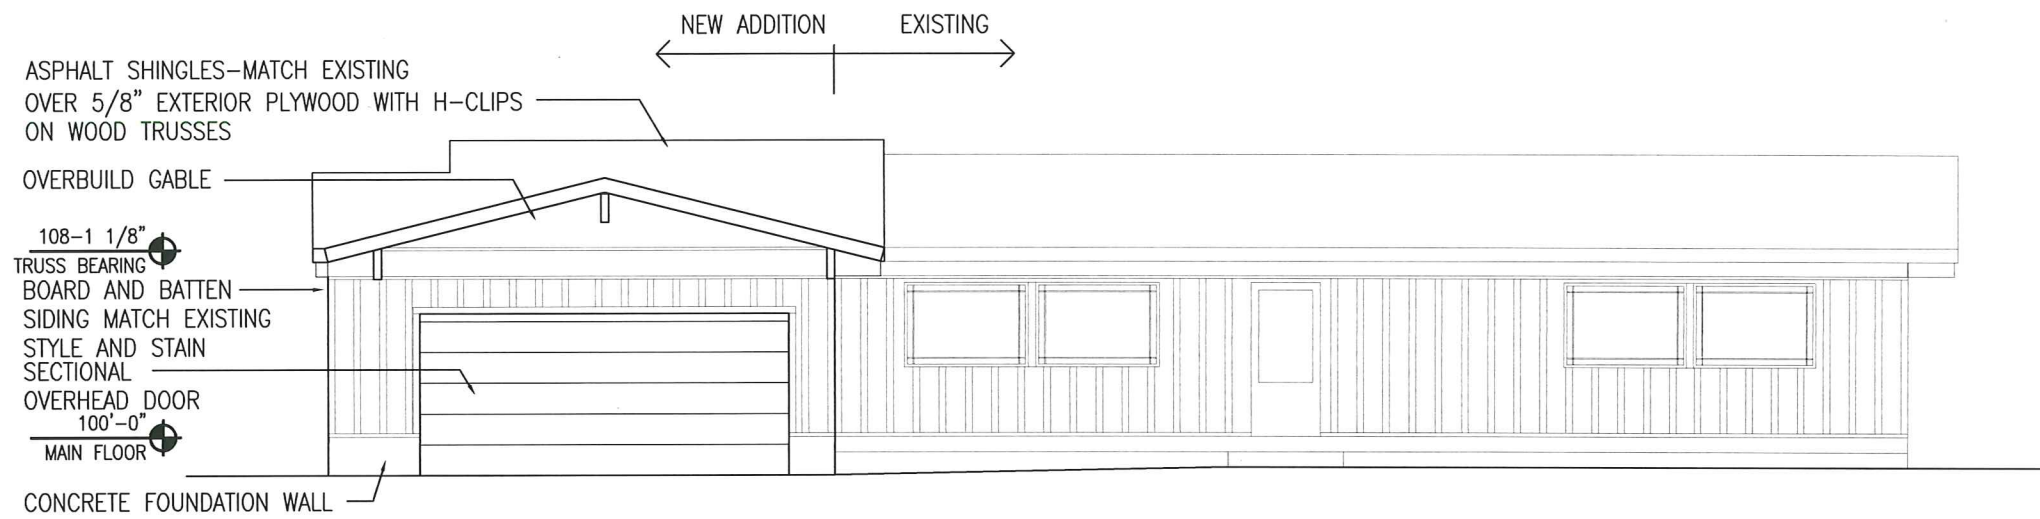 NEW ADDITION
EXISTING
ASPHALT SHINGLES-MATCH EXISTING
OVER 5/8" EXTERIOR PLYWOOD WITH H-CLIPS
ON WOOD TRUSSES
OVERBUILD GABLE
108-1 1/8"
TRUSS BEARING
BOARD AND BATTEN
SIDING MATCH EXISTING
STYLE AND STAIN
SECTIONAL
OVERHEAD DOOR
100'-0"
MAIN FLOOR
CONCRETE FOUNDATION WALL